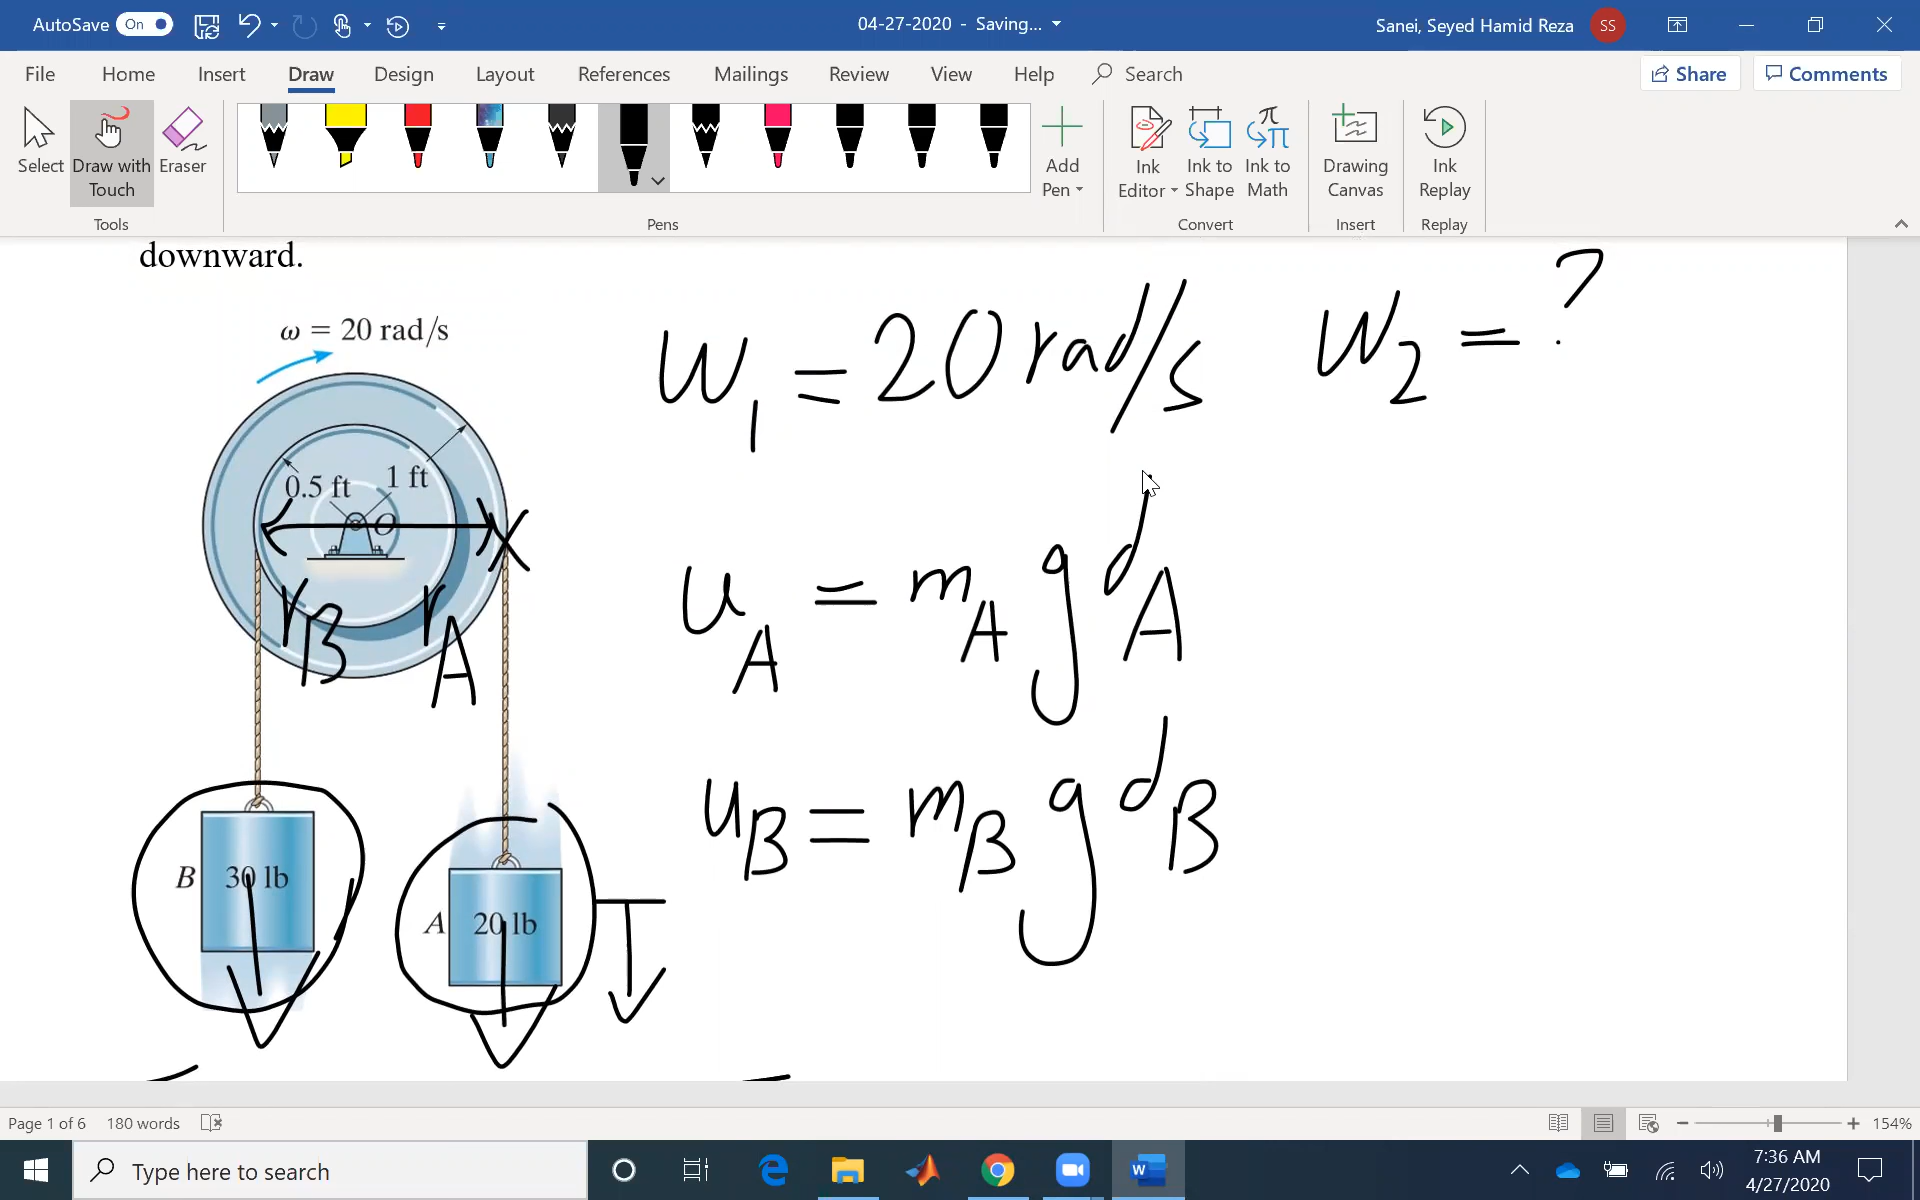 AutoSave On 04-27-2020 - Saving... Sanei, Seyed Hamid Reza SS
File Home Insert Draw Design Layout References Mailings Review View Help Search Share Comments
Select Draw with Touch Eraser Add Pen Ink Editor Ink to Shape Ink to Math Drawing Canvas Ink Replay
Tools Pens Convert Insert Replay
downward.
ω = 20 rad/s
W1 = 20 rad/s W2 = ?
0.5 ft 1 ft
O
rB rA
uA = mA g dA
uB = mB g dB
B 30 lb
A 20 lb
Page 1 of 6 180 words 154%
Type here to search
7:36 AM
4/27/2020